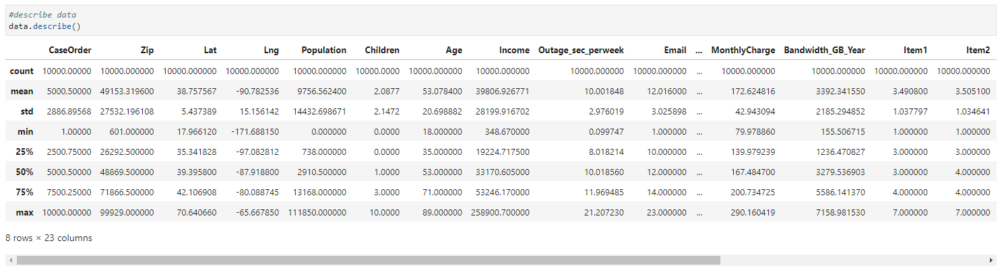 #describe data
data.describe()
CaseOrder Zip Lat Lng Population Children Age Income Outage_sec_perweek Email ... MonthlyCharge Bandwidth_GB_Year Item1 Item2
count 10000.00000 10000.000000 10000.000000 10000.000000 10000.000000 10000.0000 10000.000000 10000.000000 10000.000000 10000.000000 ... 10000.000000 10000.000000 10000.000000 10000.000000
mean 5000.50000 49153.319600 38.757567 -90.782536 9756.562400 2.0877 53.078400 39806.926771 10.001848 12.016000 ... 172.624816 3392.341550 3.490800 3.505100
std 2886.89568 27532.196108 5.437389 15.156142 14432.698671 2.1472 20.698882 28199.916702 2.976019 3.025898 ... 42.943094 2185.294852 1.037797 1.034641
min 1.00000 601.000000 17.966120 -171.688150 0.000000 0.0000 18.000000 348.670000 0.099747 1.000000 ... 79.978860 155.506715 1.000000 1.000000
25% 2500.75000 26292.500000 35.341828 -97.082812 738.000000 0.0000 35.000000 19224.717500 8.018214 10.000000 ... 139.979239 1236.470827 3.000000 3.000000
50% 5000.50000 48869.500000 39.395800 -87.918800 2910.500000 1.0000 53.000000 33170.605000 10.018560 12.000000 ... 167.484700 3279.536903 3.000000 4.000000
75% 7500.25000 71866.500000 42.106908 -80.088745 13168.000000 3.0000 71.000000 53246.170000 11.969485 14.000000 ... 200.734725 5586.141370 4.000000 4.000000
max 10000.00000 99929.000000 70.640660 -65.667850 111850.000000 10.0000 89.000000 258900.700000 21.207230 23.000000 ... 290.160419 7158.981530 7.000000 7.000000
8 rows × 23 columns